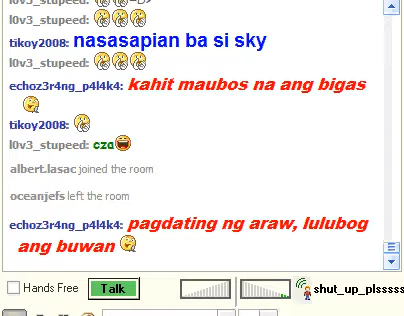 l0v3_stupeed: =D>
l0v3_stupeed:
tikoy2008: nasasapian ba si sky
l0v3_stupeed:
echoz3r4ng_p4l4k4: kahit maubos na ang bigas
tikoy2008:
l0v3_stupeed: cza
albert.lasac joined the room
oceanjefs left the room
echoz3r4ng_p4l4k4: pagdating ng araw, lulubog
ang buwan
Hands Free Talk shut_up_plsssss